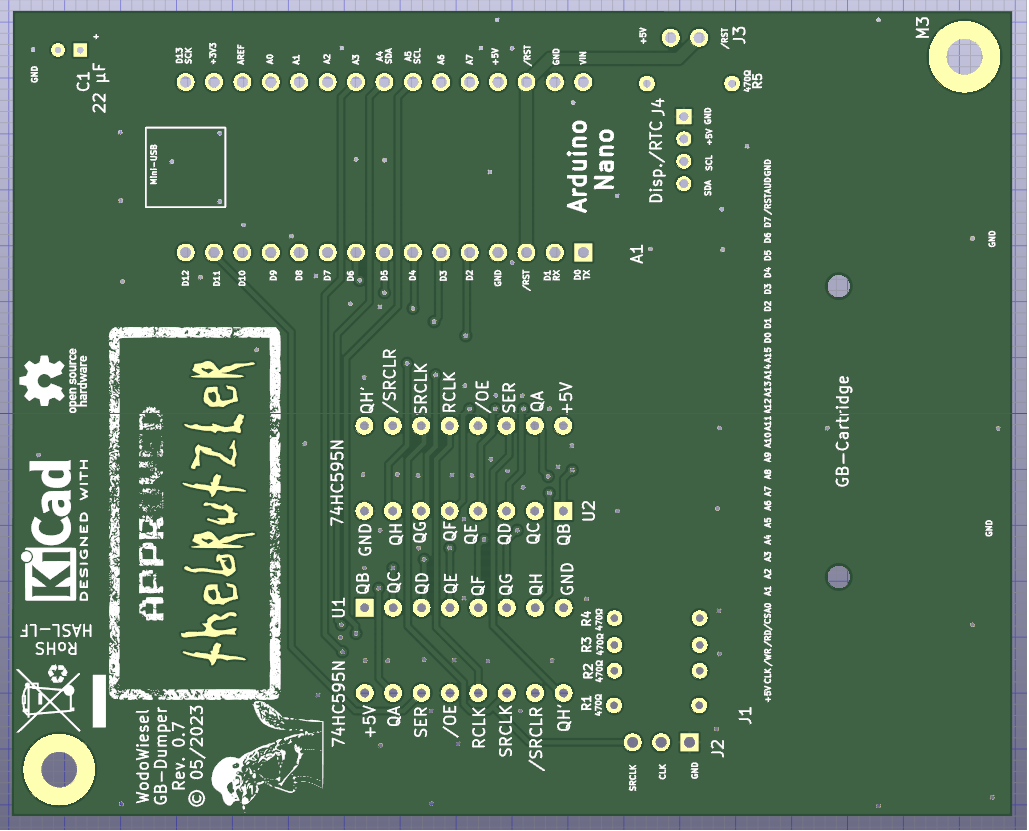 +
GND
C1
22 µF
D13
SCK
+3V3
AREF
A0
A1
A2
A3
A4
SDA
A5
SCL
A6
A7
+5V
/RST
GND
VIN
+5V
/RST
J3
M3
470Ω
R5
Mini-USB
Arduino
Nano
Disp./RTC
J4
GND
+5V
SCL
SDA
D12
D11
D10
D9
D8
D7
D6
D5
D4
D3
D2
GND
/RST
D1
RX
D0
TX
A1
GND
open source
hardware
KiCad
DESIGNED WITH
APPROVED
theBrutzler
QH'
/SRCLR
SRCLK
RCLK
/OE
SER
QA
+5V
74HC595N
GND
QH
QG
QF
QE
QD
QC
QB
U2
U1
QB
QC
QD
QE
QF
QG
QH
GND
74HC595N
+5V
QA
SER
/OE
RCLK
SRCLK
/SRCLR
QH'
R4
470Ω
R3
470Ω
R2
470Ω
R1
470Ω
+5V CLK /WR /RD /CS A0 A1 A2 A3 A4 A5 A6 A7 A8 A9 A10 A11 A12 A13 A14 A15 D0 D1 D2 D3 D4 D5 D6 D7 /RST AUD GND
GB-Cartridge
GND
J1
J2
SRCLK
CLK
GND
RoHS
HASL-LF
WodoWiesel
GB-Dumper
Rev. 0.7
© 05/2023